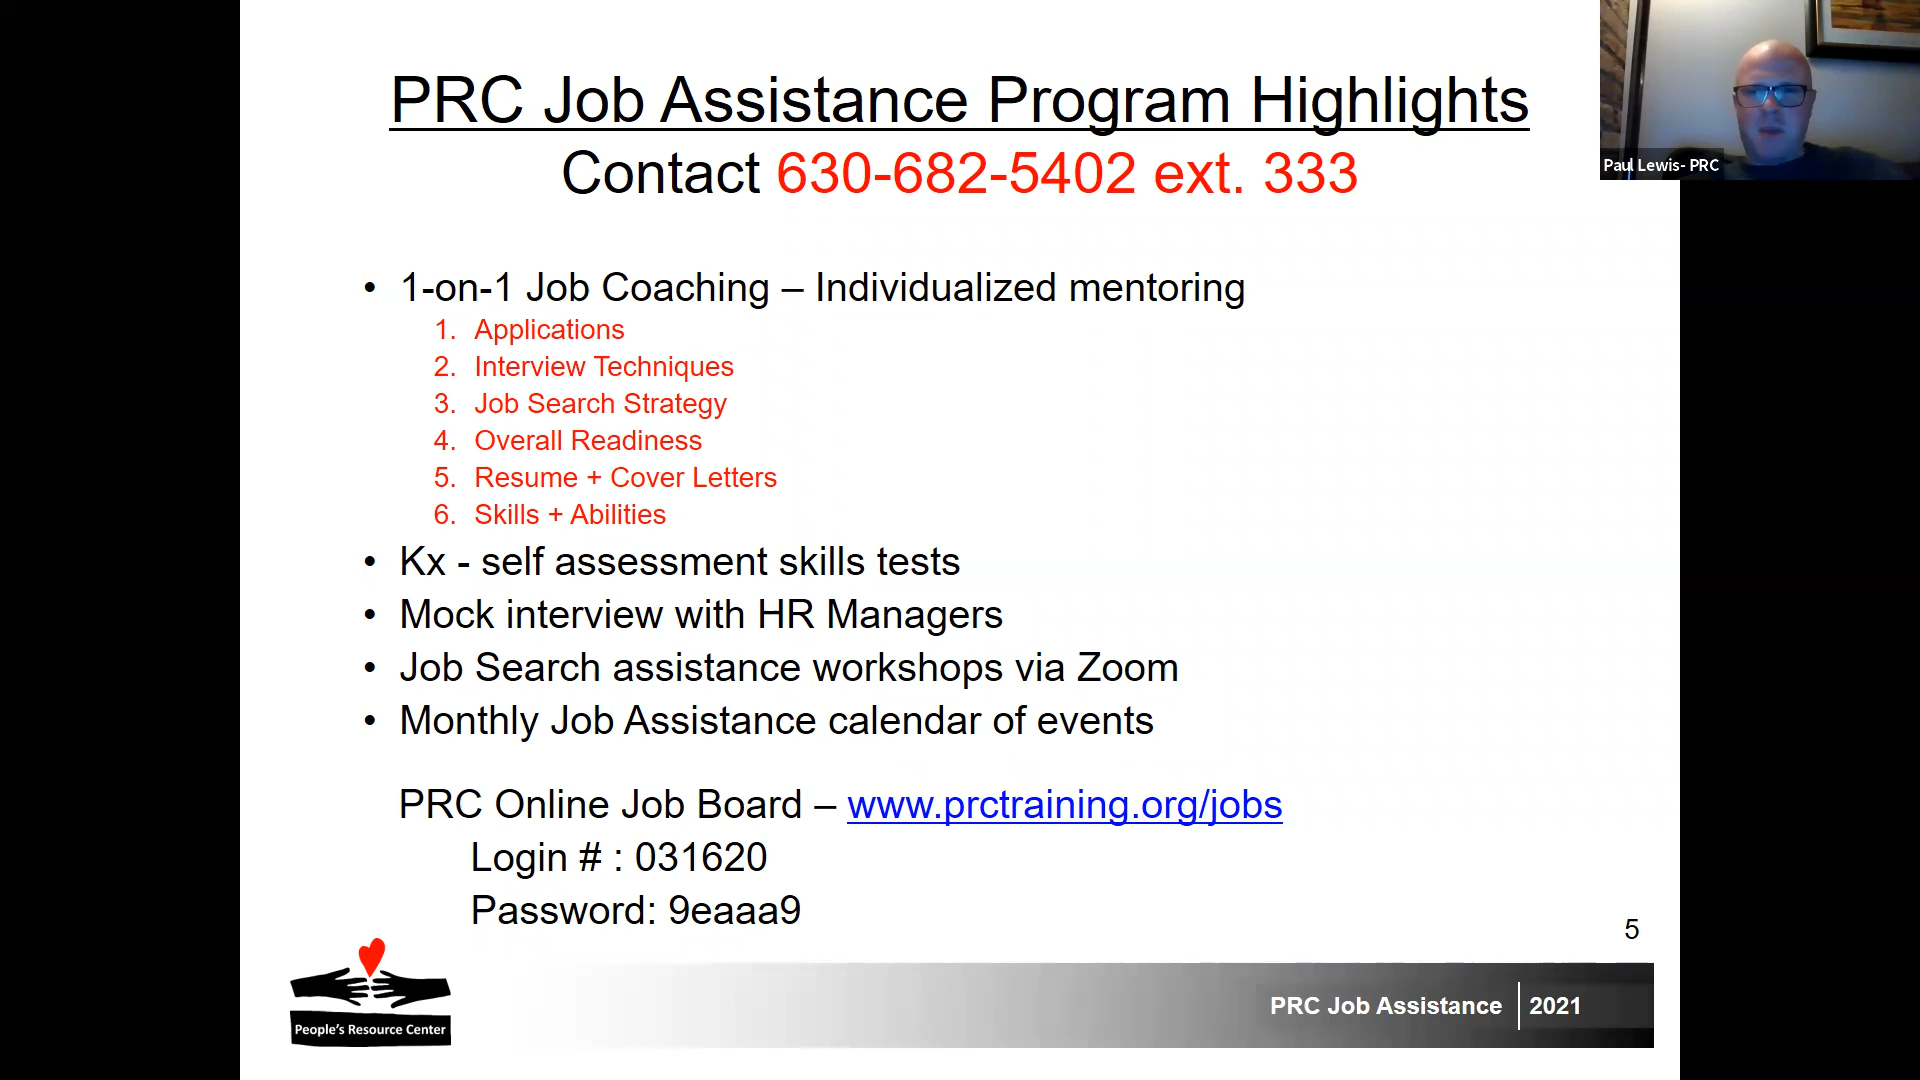 PRC Job Assistance Program Highlights
Contact 630-682-5402 ext. 333
Paul Lewis- PRC
• 1-on-1 Job Coaching – Individualized mentoring
1. Applications
2. Interview Techniques
3. Job Search Strategy
4. Overall Readiness
5. Resume + Cover Letters
6. Skills + Abilities
• Kx - self assessment skills tests
• Mock interview with HR Managers
• Job Search assistance workshops via Zoom
• Monthly Job Assistance calendar of events
PRC Online Job Board – www.prctraining.org/jobs
Login # : 031620
Password: 9eaaa9
5
People's Resource Center
PRC Job Assistance | 2021